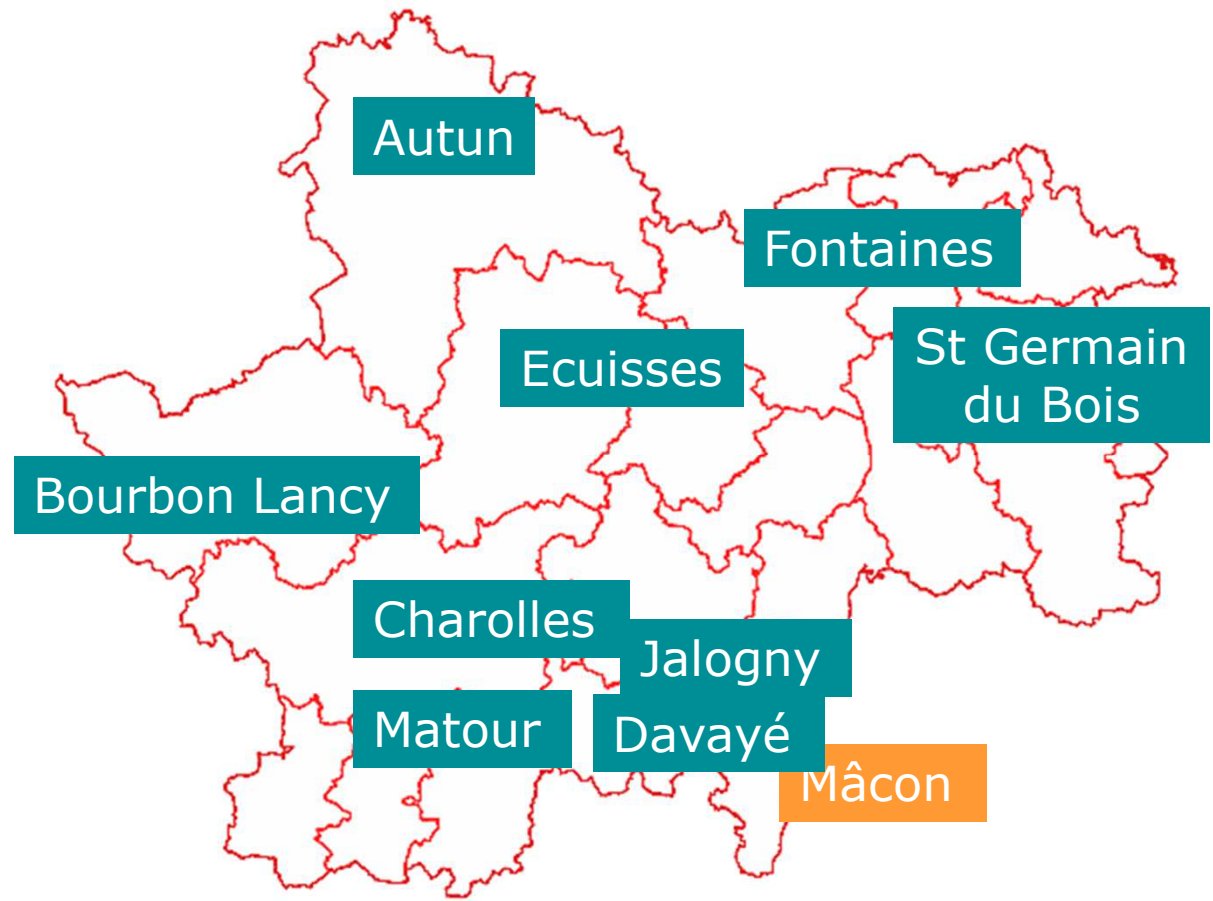 Autun
Fontaines
St Germain
du Bois
Ecuisses
Bourbon Lancy
Charolles
Jalogny
Matour
Davayé
Mâcon